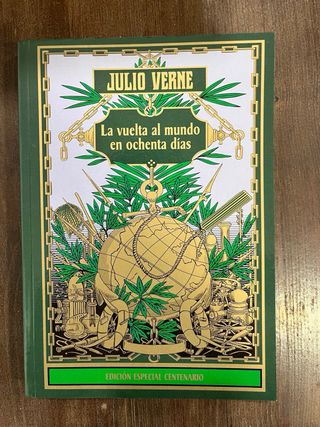 JULIO VERNE
La vuelta al mundo
en ochenta días
EDICIÓN ESPECIAL CENTENARIO